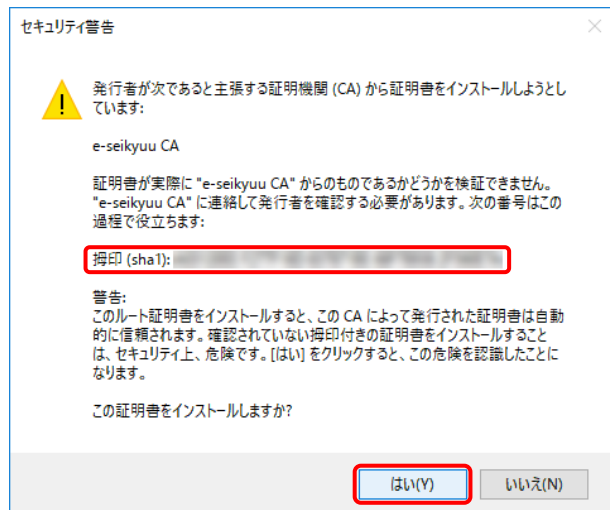 セキュリティ警告
発行者が次であると主張する証明機関 (CA) から証明書をインストールしようとし
ています:
e-seikyuu CA
証明書が実際に "e-seikyuu CA" からのものであるかどうかを検証できません。
"e-seikyuu CA" に連絡して発行者を確認する必要があります。次の番号はこの
過程で役立ちます:
拇印 (sha1):
警告:
このルート証明書をインストールすると、この CA によって発行された証明書は自動
的に信頼されます。確認されていない拇印付きの証明書をインストールすること
は、セキュリティ上、危険です。[はい] をクリックすると、この危険を認識したことに
なります。
この証明書をインストールしますか?
はい(Y)
いいえ(N)